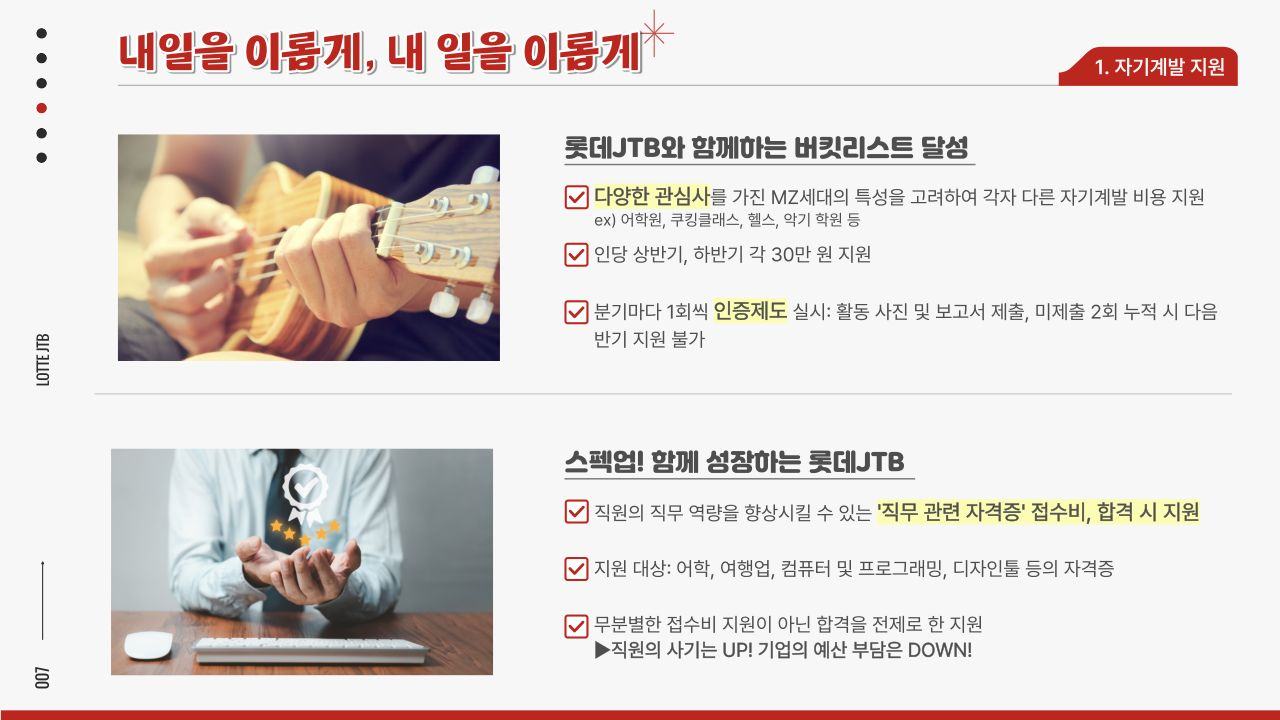 내일을 이롭게, 내 일을 이롭게
1. 자기계발 지원
롯데JTB와 함께하는 버킷리스트 달성
다양한 관심사를 가진 MZ세대의 특성을 고려하여 각자 다른 자기계발 비용 지원
ex) 어학원, 쿠킹클래스, 헬스, 악기 학원 등
인당 상반기, 하반기 각 30만 원 지원
분기마다 1회씩 인증제도 실시: 활동 사진 및 보고서 제출, 미제출 2회 누적 시 다음
반기 지원 불가
LOTTE JTB
스펙업! 함께 성장하는 롯데JTB
직원의 직무 역량을 향상시킬 수 있는 '직무 관련 자격증' 접수비, 합격 시 지원
지원 대상: 어학, 여행업, 컴퓨터 및 프로그래밍, 디자인툴 등의 자격증
무분별한 접수비 지원이 아닌 합격을 전제로 한 지원
▶직원의 사기는 UP! 기업의 예산 부담은 DOWN!
007